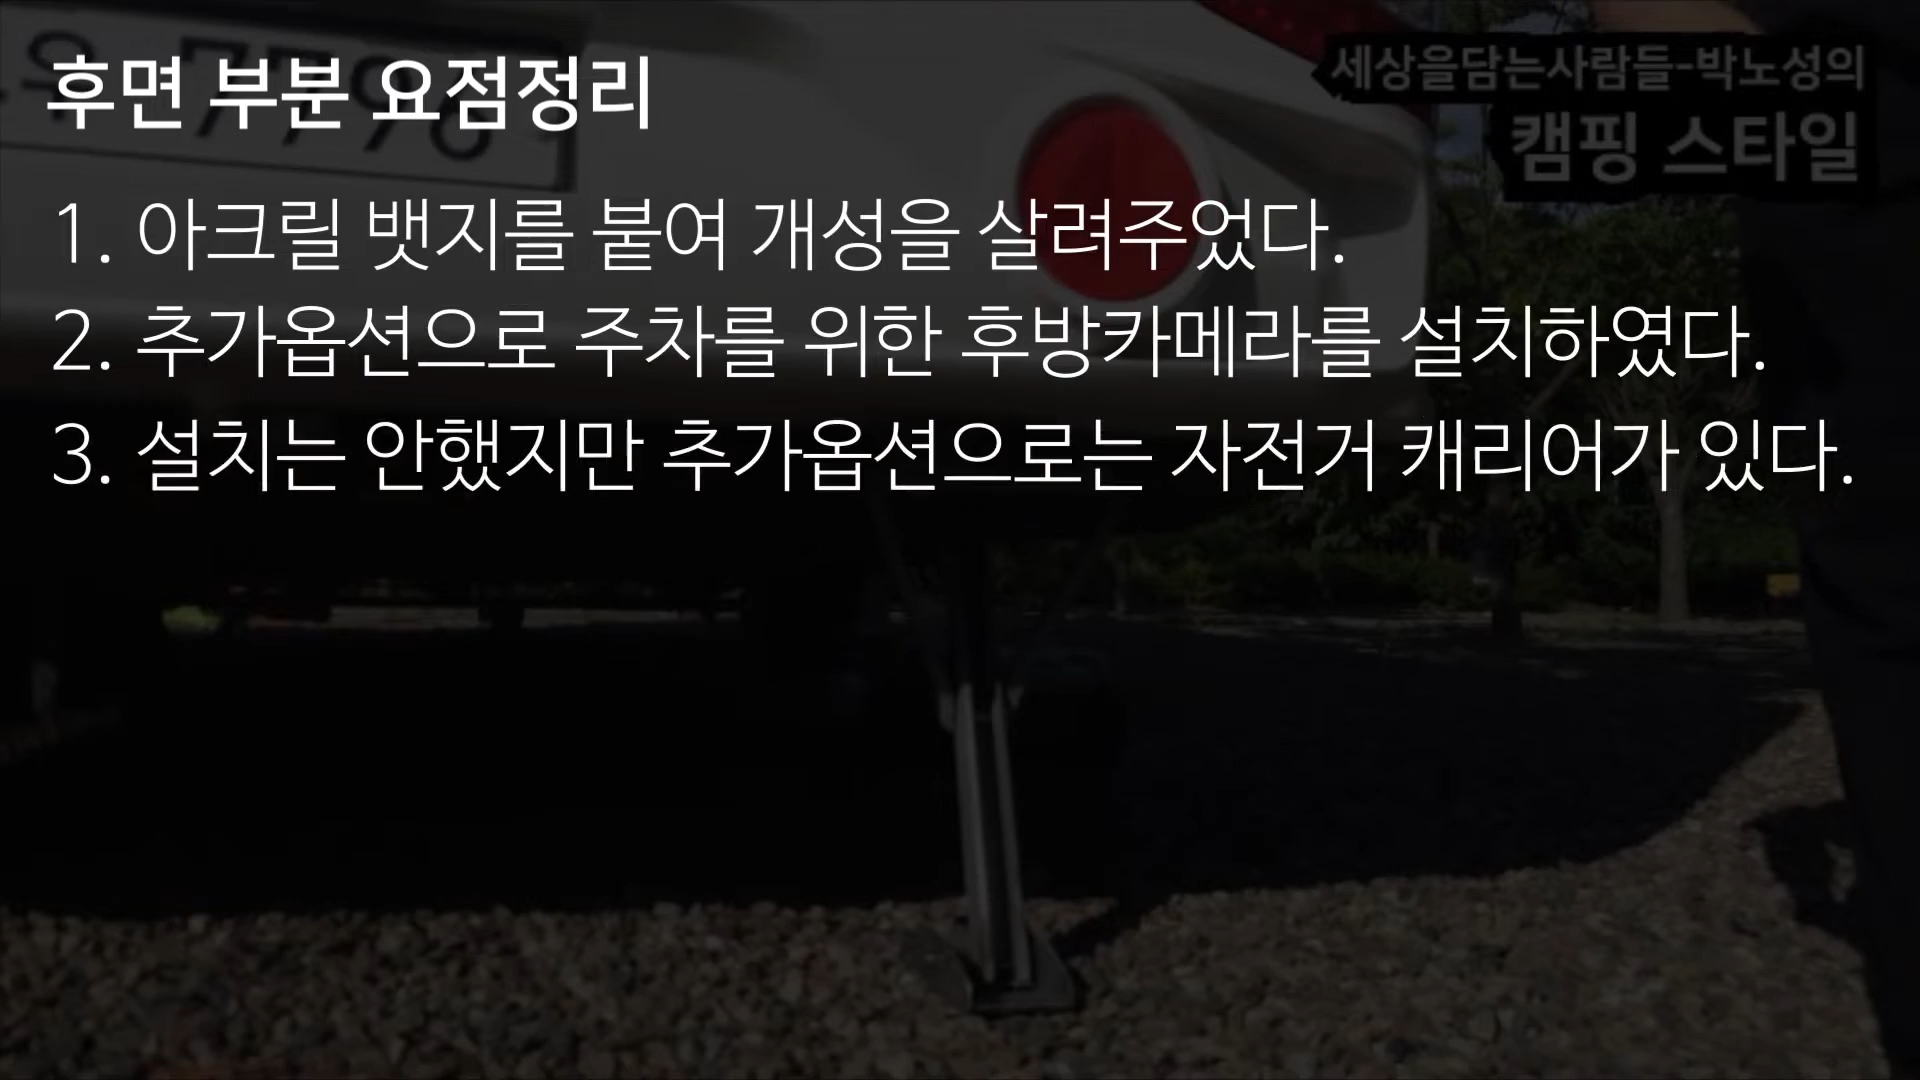 후면 부분 요점정리
세상을담는사람들-박노성의
캠핑 스타일
1. 아크릴 뱃지를 붙여 개성을 살려주었다.
2. 추가옵션으로 주차를 위한 후방카메라를 설치하였다.
3. 설치는 안했지만 추가옵션으로는 자전거 캐리어가 있다.